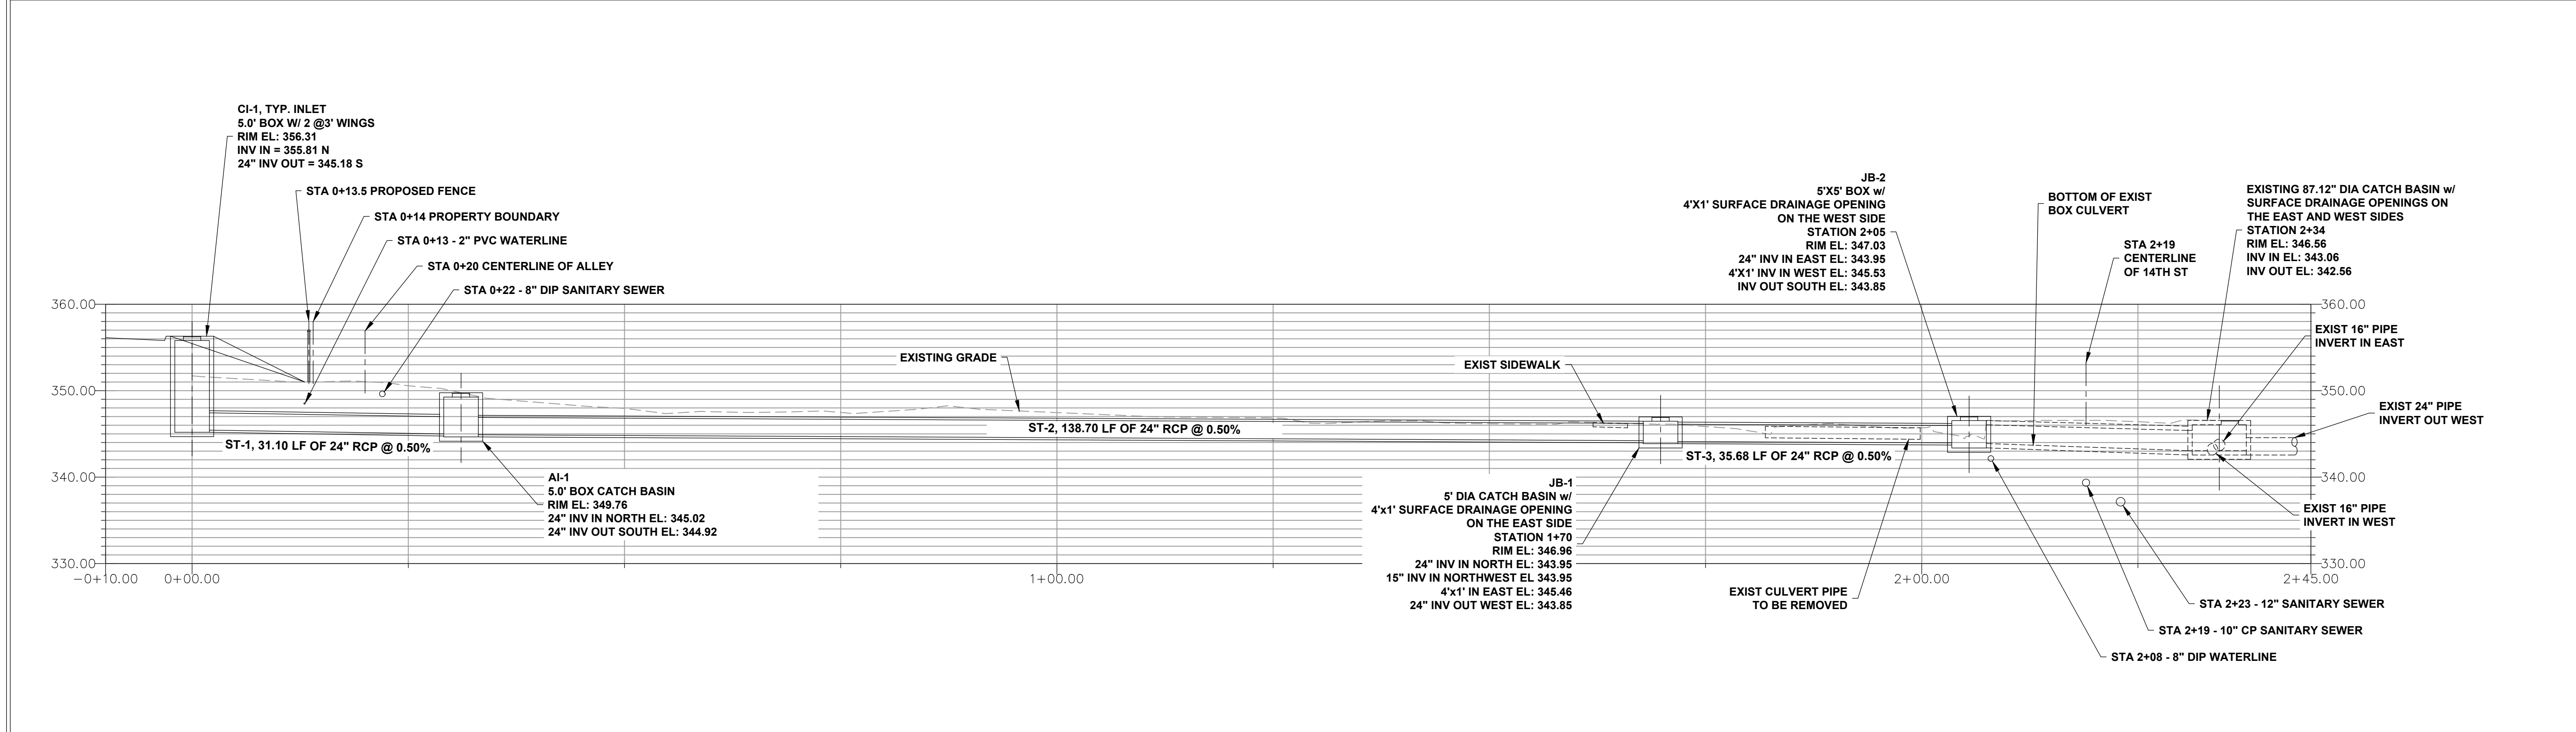 CI-1, TYP. INLET
5.0' BOX W/ 2 @3' WINGS
RIM EL: 356.31
INV IN = 355.81 N
24" INV OUT = 345.18 S
STA 0+13.5 PROPOSED FENCE
STA 0+14 PROPERTY BOUNDARY
STA 0+13 - 2" PVC WATERLINE
STA 0+20 CENTERLINE OF ALLEY
STA 0+22 - 8" DIP SANITARY SEWER
JB-2
5'X5' BOX w/
4'X1' SURFACE DRAINAGE OPENING
ON THE WEST SIDE
STATION 2+05
RIM EL: 347.03
24" INV IN EAST EL: 343.95
4'X1' INV IN WEST EL: 345.53
INV OUT SOUTH EL: 343.85
BOTTOM OF EXIST
BOX CULVERT
STA 2+19
CENTERLINE
OF 14TH ST
EXISTING 87.12" DIA CATCH BASIN w/
SURFACE DRAINAGE OPENINGS ON
THE EAST AND WEST SIDES
STATION 2+34
RIM EL: 346.56
INV IN EL: 343.06
INV OUT EL: 342.56
360.00
360.00
EXIST 16" PIPE
INVERT IN EAST
EXISTING GRADE
EXIST SIDEWALK
350.00
350.00
EXIST 24" PIPE
INVERT OUT WEST
ST-1, 31.10 LF OF 24" RCP @ 0.50%
ST-2, 138.70 LF OF 24" RCP @ 0.50%
ST-3, 35.68 LF OF 24" RCP @ 0.50%
340.00
340.00
AI-1
5.0' BOX CATCH BASIN
RIM EL: 349.76
24" INV IN NORTH EL: 345.02
24" INV OUT SOUTH EL: 344.92
JB-1
5' DIA CATCH BASIN w/
4'x1' SURFACE DRAINAGE OPENING
ON THE EAST SIDE
STATION 1+70
RIM EL: 346.96
24" INV IN NORTH EL: 343.95
15" INV IN NORTHWEST EL 343.95
4'x1' IN EAST EL: 345.46
24" INV OUT WEST EL: 343.85
EXIST 16" PIPE
INVERT IN WEST
330.00
330.00
-0+10.00
0+00.00
1+00.00
2+00.00
2+45.00
EXIST CULVERT PIPE
TO BE REMOVED
STA 2+23 - 12" SANITARY SEWER
STA 2+19 - 10" CP SANITARY SEWER
STA 2+08 - 8" DIP WATERLINE